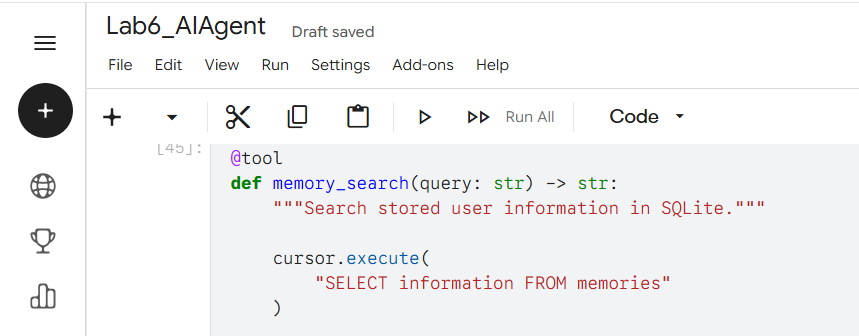 Lab6_AIAgent Draft saved
File Edit View Run Settings Add-ons Help
Run All Code
[45]:
@tool
def memory_search(query: str) -> str:
"""Search stored user information in SQLite."""
cursor.execute(
"SELECT information FROM memories"
)